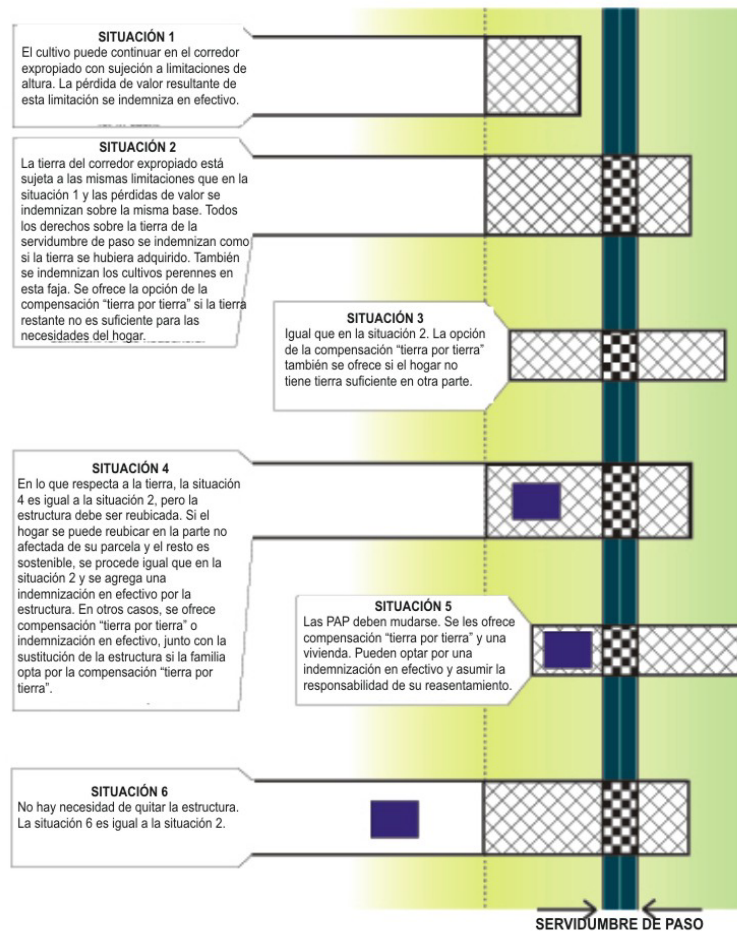 SITUACIÓN 1
El cultivo puede continuar en el corredor
expropiado con sujeción a limitaciones de
altura. La pérdida de valor resultante de
esta limitación se indemniza en efectivo.
SITUACIÓN 2
La tierra del corredor expropiado está
sujeta a las mismas limitaciones que en la
situación 1 y las pérdidas de valor se
indemnizan sobre la misma base. Todos
los derechos sobre la tierra de la
servidumbre de paso se indemnizan como
si la tierra se hubiera adquirido. También
se indemnizan los cultivos perennes en
esta faja. Se ofrece la opción de la
compensación “tierra por tierra” si la tierra
restante no es suficiente para las
necesidades del hogar.
SITUACIÓN 3
Igual que en la situación 2. La opción
de la compensación “tierra por tierra”
también se ofrece si el hogar no
tiene tierra suficiente en otra parte.
SITUACIÓN 4
En lo que respecta a la tierra, la situación
4 es igual a la situación 2, pero la
estructura debe ser reubicada. Si el
hogar se puede reubicar en la parte no
afectada de su parcela y el resto es
sostenible, se procede igual que en la
situación 2 y se agrega una
indemnización en efectivo por la
estructura. En otros casos, se ofrece
compensación “tierra por tierra” o
indemnización en efectivo, junto con la
sustitución de la estructura si la familia
opta por la compensación “tierra por
tierra”.
SITUACIÓN 5
Las PAP deben mudarse. Se les ofrece
compensación “tierra por tierra” y una
vivienda. Pueden optar por una
indemnización en efectivo y asumir la
responsabilidad de su reasentamiento.
SITUACIÓN 6
No hay necesidad de quitar la estructura.
La situación 6 es igual a la situación 2.
SERVIDUMBRE DE PASO